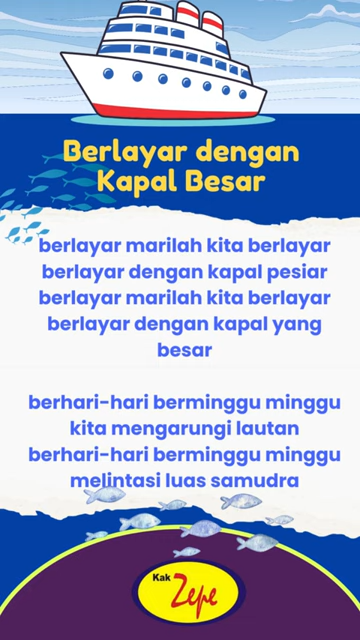 Berlayar dengan
Kapal Besar
berlayar marilah kita berlayar
berlayar dengan kapal pesiar
berlayar marilah kita berlayar
berlayar dengan kapal yang
besar
berhari-hari berminggu minggu
kita mengarungi lautan
berhari-hari berminggu minggu
melintasi luas samudra
Kak
Zepe